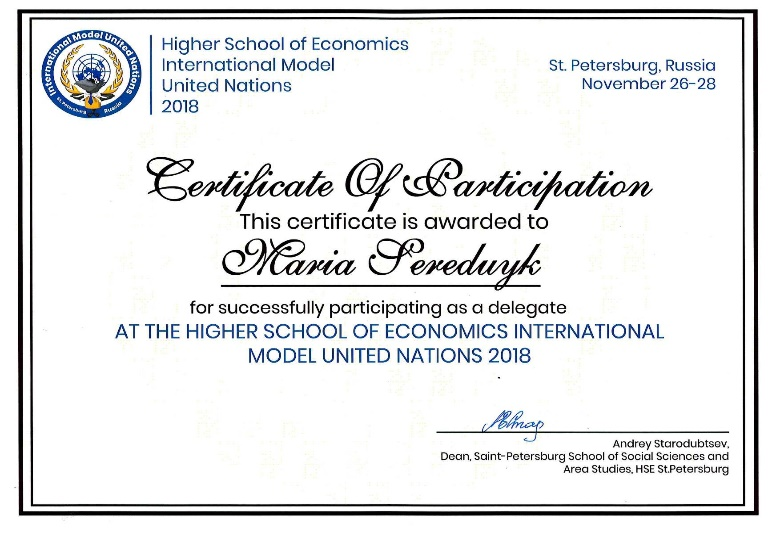 International Model United Nations
St. Petersburg Russia
Higher School of Economics
International Model
United Nations
2018
St. Petersburg, Russia
November 26-28
Certificate Of Participation
This certificate is awarded to
Maria Sereduyk
for successfully participating as a delegate
AT THE HIGHER SCHOOL OF ECONOMICS INTERNATIONAL
MODEL UNITED NATIONS 2018
Andrey Starodubtsev,
Dean, Saint-Petersburg School of Social Sciences and
Area Studies, HSE St.Petersburg